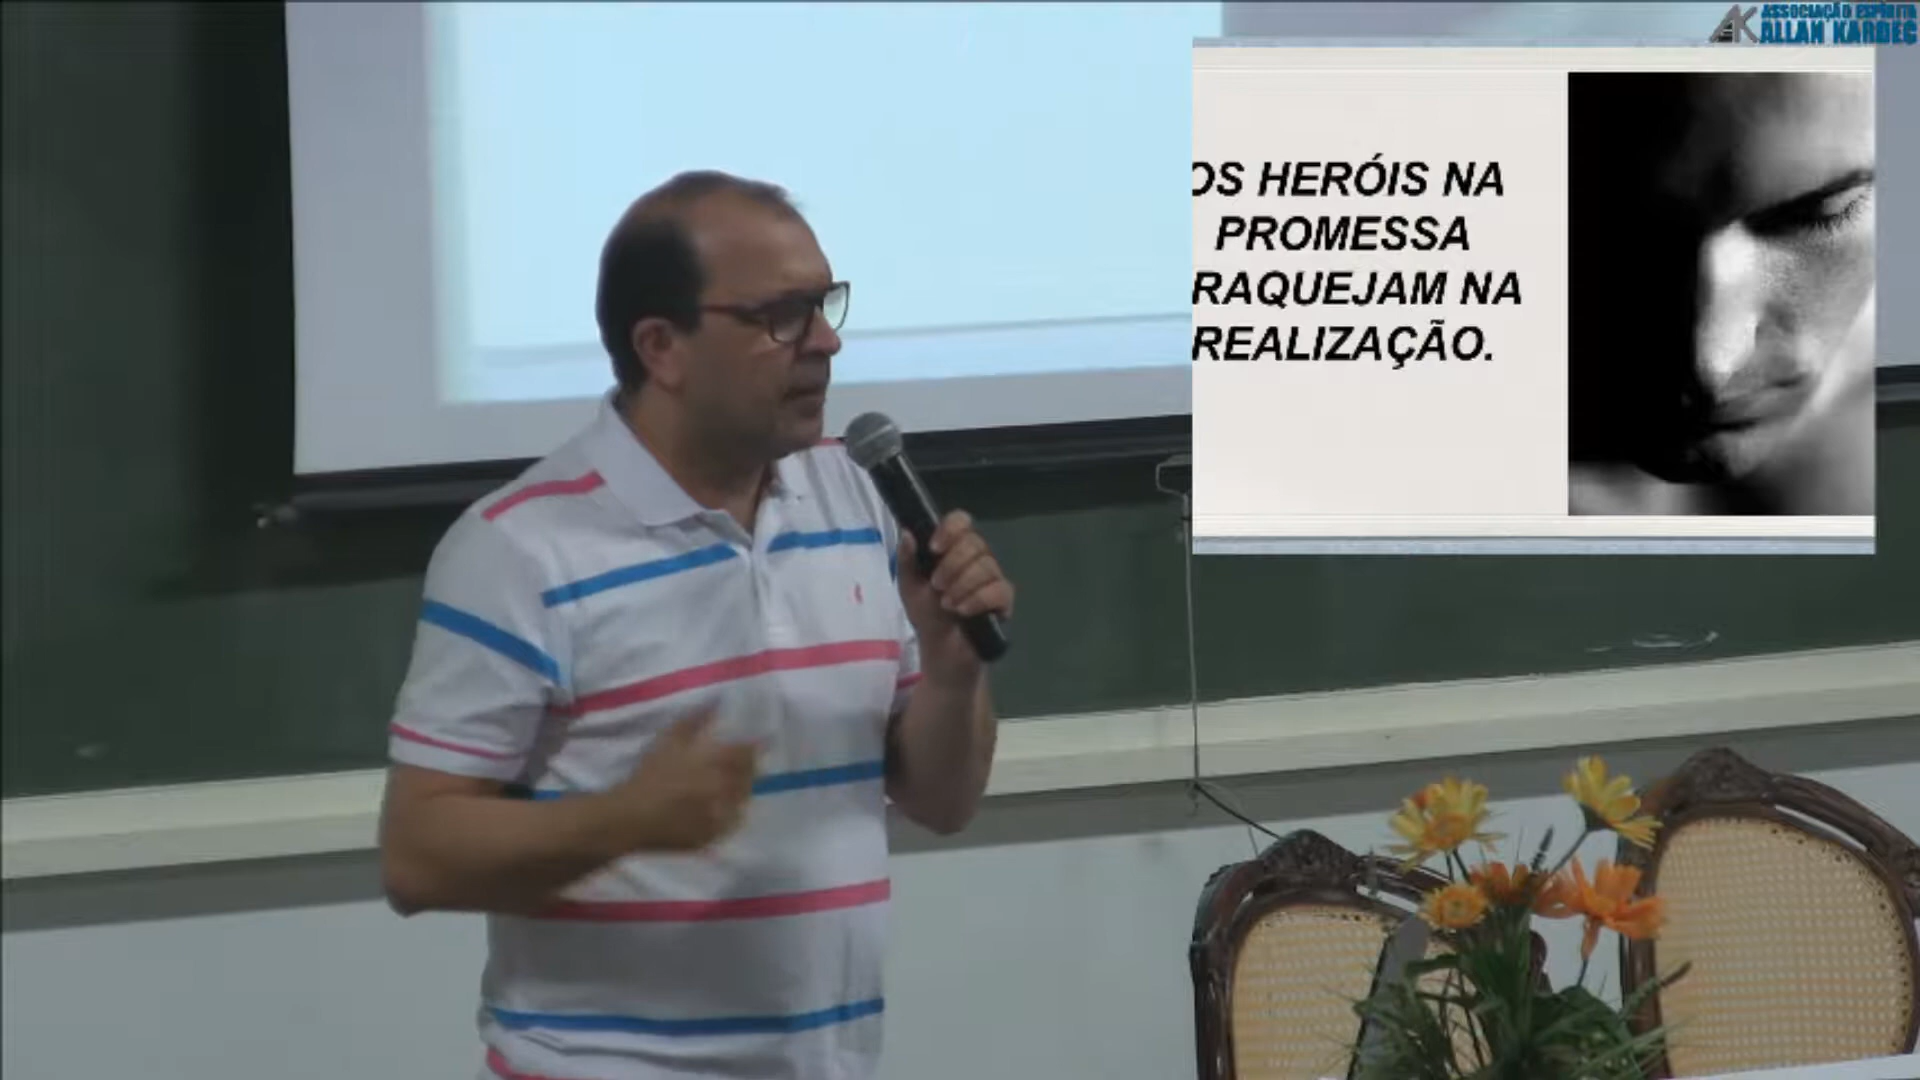 ASSOCIAÇÃO ESPÍRITA
ALLAN KARDEC
OS HERÓIS NA
PROMESSA
RAQUEJAM NA
REALIZAÇÃO.